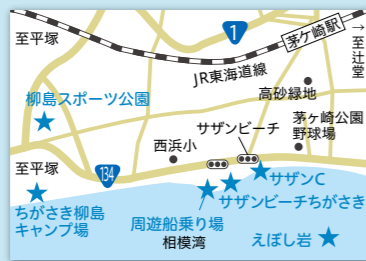 至平塚
1
茅ケ崎駅
→至辻堂
JR東海道線
柳島スポーツ公園
高砂緑地
サザンビーチ
茅ヶ崎公園
野球場
西浜小
至平塚
134
サザンC
ちがさき柳島
キャンプ場
サザンビーチちがさき
周遊船乗り場
相模湾
えぼし岩